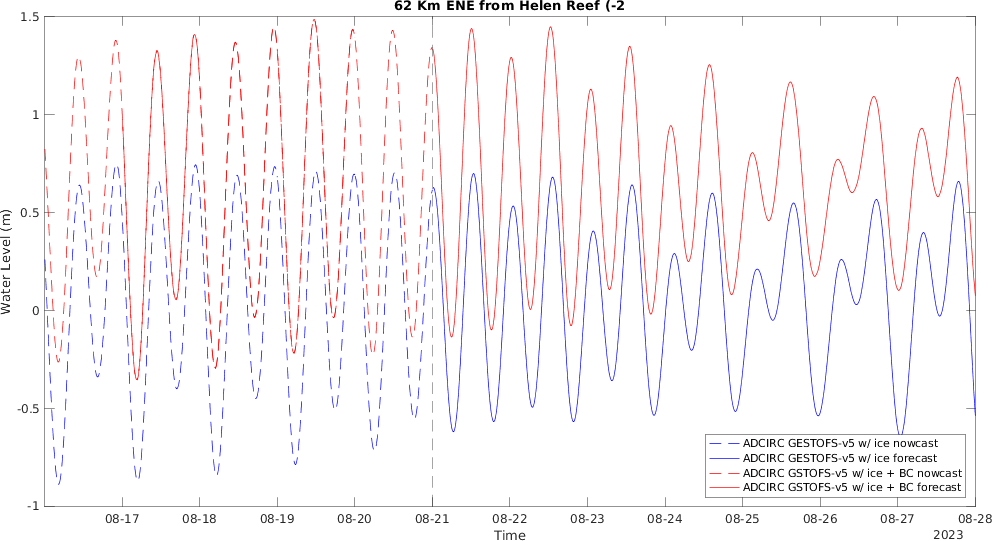 62 Km ENE from Helen Reef (-2
1.5
1
0.5
0
-0.5
-1
Water Level (m)
08-17 08-18 08-19 08-20 08-21 08-22 08-23 08-24 08-25 08-26 08-27 08-28
Time
2023
ADCIRC GESTOFS-v5 w/ ice nowcast
ADCIRC GESTOFS-v5 w/ ice forecast
ADCIRC GSTOFS-v5 w/ ice + BC nowcast
ADCIRC GSTOFS-v5 w/ ice + BC forecast